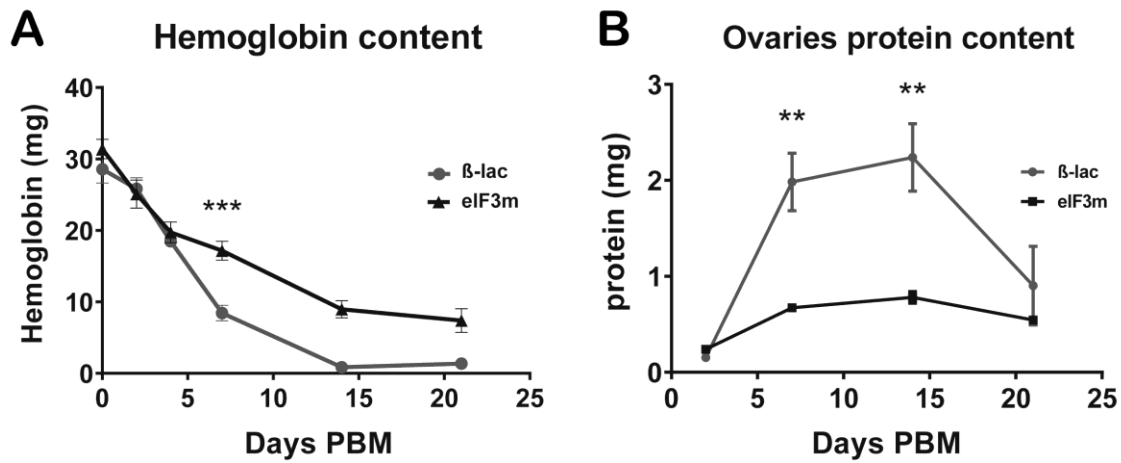 A
Hemoglobin content
40
30
20
10
0
Hemoglobin (mg)
***
ß-lac
eIF3m
0 5 10 15 20 25
Days PBM
B
Ovaries protein content
3
2
1
0
protein (mg)
**
**
ß-lac
eIF3m
0 5 10 15 20 25
Days PBM